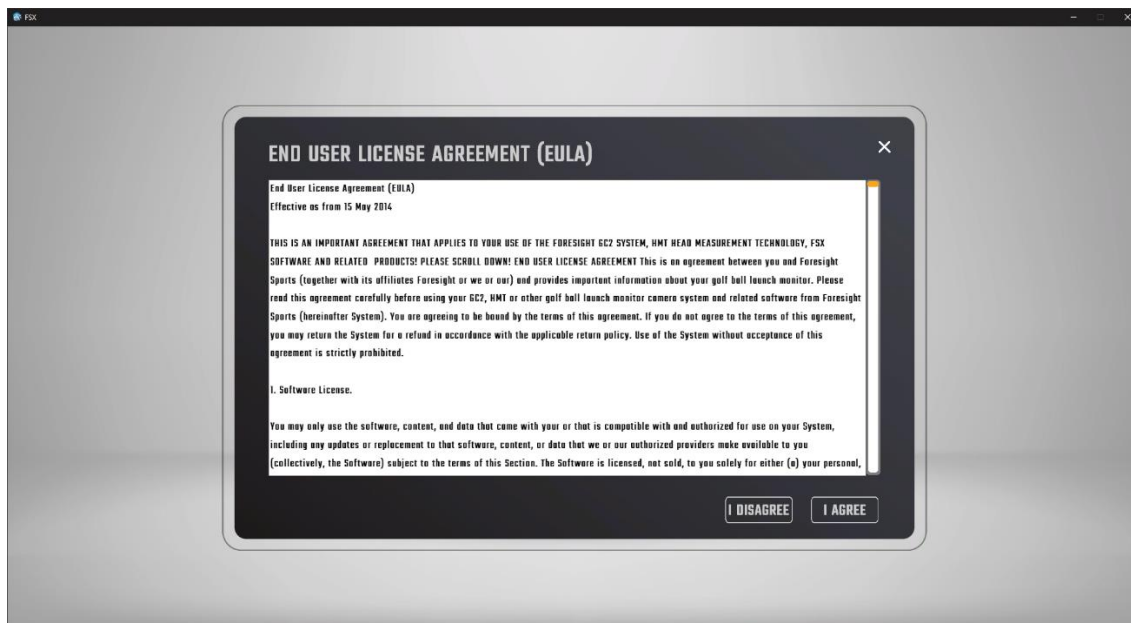 FSX
END USER LICENSE AGREEMENT (EULA)
End User License Agreement (EULA)
Effective as from 15 May 2014
THIS IS AN IMPORTANT AGREEMENT THAT APPLIES TO YOUR USE OF THE FORESIGHT GC2 SYSTEM, HMT HEAD MEASUREMENT TECHNOLOGY, FSX
SOFTWARE AND RELATED PRODUCTS! PLEASE SCROLL DOWN! END USER LICENSE AGREEMENT This is an agreement between you and Foresight
Sports (together with its affiliates Foresight or we or our) and provides important information about your golf ball launch monitor. Please
read this agreement carefully before using your GC2, HMT or other golf ball launch monitor camera system and related software from Foresight
Sports (hereinafter System). You are agreeing to be bound by the terms of this agreement. If you do not agree to the terms of this agreement,
you may return the System for a refund in accordance with the applicable return policy. Use of the System without acceptance of this
agreement is strictly prohibited.
1. Software License.
You may only use the software, content, and data that came with your or that is compatible with and authorized for use on your System,
including any updates or replacement to that software, content, or data that we or our authorized providers make available to you
(collectively, the Software) subject to the terms of this Section. The Software is licensed, not sold, to you solely for either (a) your personal,
I DISAGREE
I AGREE